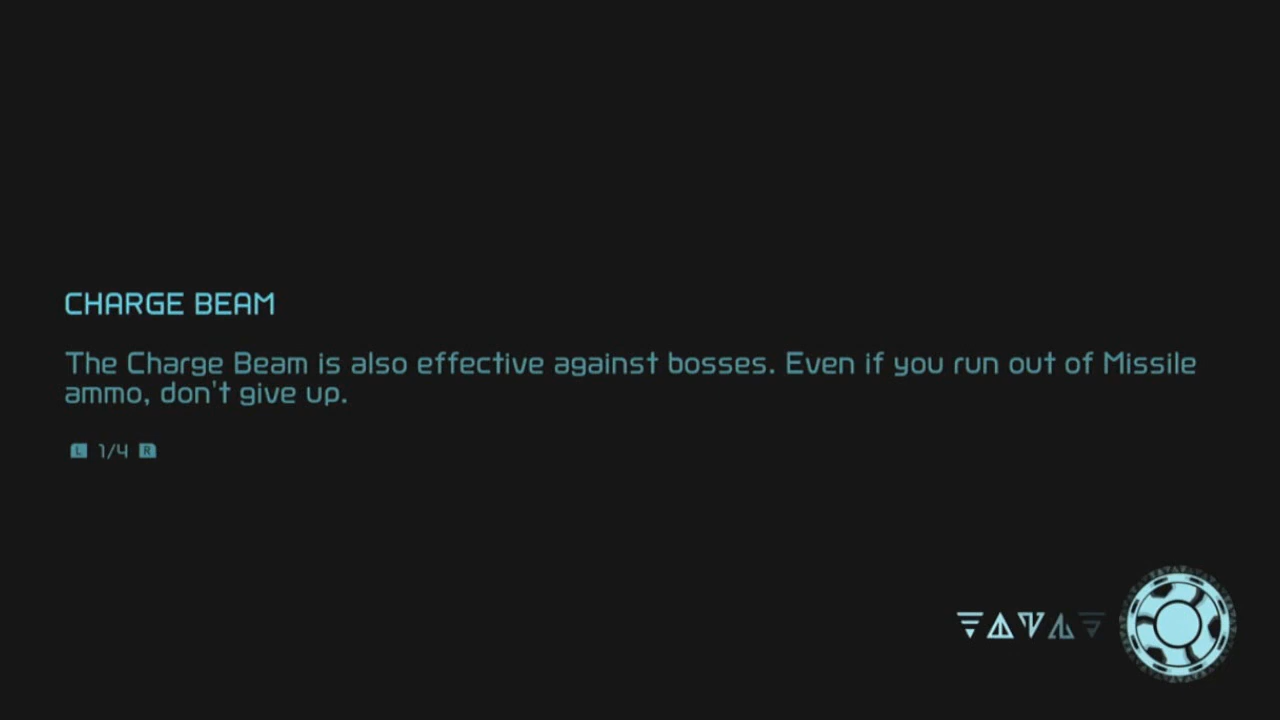 CHARGE BEAM
The Charge Beam is also effective against bosses. Even if you run out of Missile
ammo, don't give up.
L 1/4 R